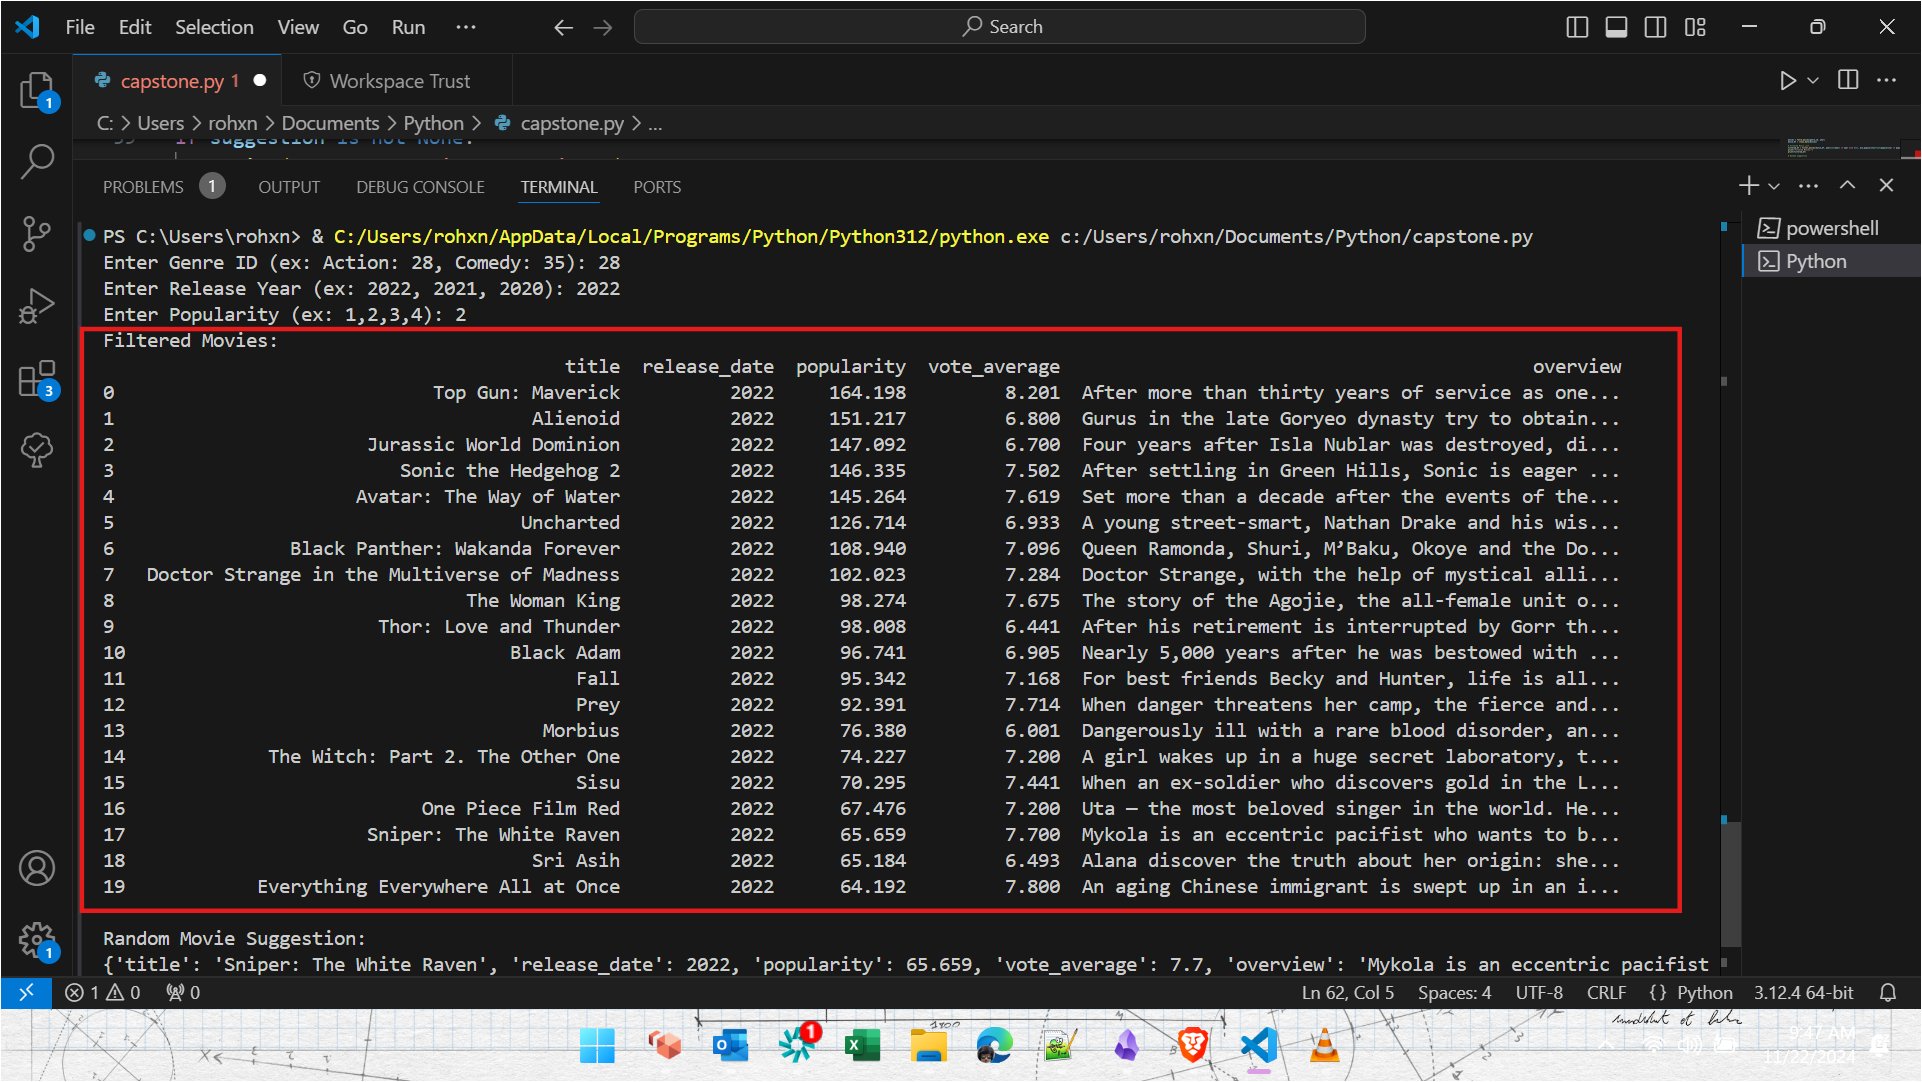 File Edit Selection View Go Run ··· Search
capstone.py 1 Workspace Trust
C: > Users > rohxn > Documents > Python > capstone.py > ...
PROBLEMS 1 OUTPUT DEBUG CONSOLE TERMINAL PORTS
PS C:\Users\rohxn> & C:/Users/rohxn/AppData/Local/Programs/Python/Python312/python.exe c:/Users/rohxn/Documents/Python/capstone.py
Enter Genre ID (ex: Action: 28, Comedy: 35): 28
Enter Release Year (ex: 2022, 2021, 2020): 2022
Enter Popularity (ex: 1,2,3,4): 2
Filtered Movies:
title release_date popularity vote_average overview
0 Top Gun: Maverick 2022 164.198 8.201 After more than thirty years of service as one...
1 Alienoid 2022 151.217 6.800 Gurus in the late Goryeo dynasty try to obtain...
2 Jurassic World Dominion 2022 147.092 6.700 Four years after Isla Nublar was destroyed, di...
3 Sonic the Hedgehog 2 2022 146.335 7.502 After settling in Green Hills, Sonic is eager ...
4 Avatar: The Way of Water 2022 145.264 7.619 Set more than a decade after the events of the...
5 Uncharted 2022 126.714 6.933 A young street-smart, Nathan Drake and his wis...
6 Black Panther: Wakanda Forever 2022 108.940 7.096 Queen Ramonda, Shuri, M’Baku, Okoye and the Do...
7 Doctor Strange in the Multiverse of Madness 2022 102.023 7.284 Doctor Strange, with the help of mystical alli...
8 The Woman King 2022 98.274 7.675 The story of the Agojie, the all-female unit o...
9 Thor: Love and Thunder 2022 98.008 6.441 After his retirement is interrupted by Gorr th...
10 Black Adam 2022 96.741 6.905 Nearly 5,000 years after he was bestowed with ...
11 Fall 2022 95.342 7.168 For best friends Becky and Hunter, life is all...
12 Prey 2022 92.391 7.714 When danger threatens her camp, the fierce and...
13 Morbius 2022 76.380 6.001 Dangerously ill with a rare blood disorder, an...
14 The Witch: Part 2. The Other One 2022 74.227 7.200 A girl wakes up in a huge secret laboratory, t...
15 Sisu 2022 70.295 7.441 When an ex-soldier who discovers gold in the L...
16 One Piece Film Red 2022 67.476 7.200 Uta — the most beloved singer in the world. He...
17 Sniper: The White Raven 2022 65.659 7.700 Mykola is an eccentric pacifist who wants to b...
18 Sri Asih 2022 65.184 6.493 Alana discover the truth about her origin: she...
19 Everything Everywhere All at Once 2022 64.192 7.800 An aging Chinese immigrant is swept up in an i...
Random Movie Suggestion:
{'title': 'Sniper: The White Raven', 'release_date': 2022, 'popularity': 65.659, 'vote_average': 7.7, 'overview': 'Mykola is an eccentric pacifist
powershell
Python
1
3
1
1 0 0 Ln 62, Col 5 Spaces: 4 UTF-8 CRLF {} Python 3.12.4 64-bit
1
9:47 AM
11/22/2024